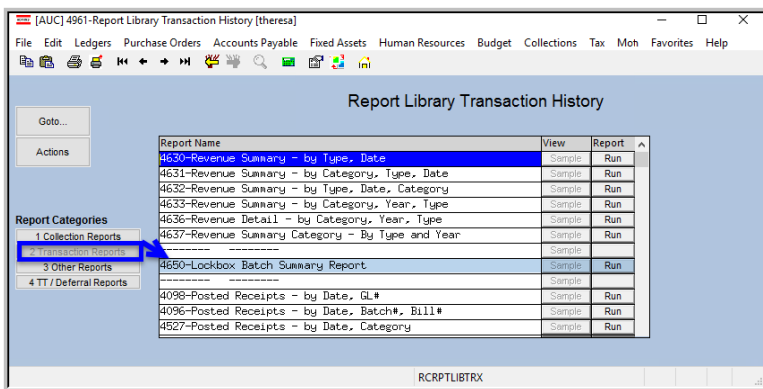 [AUC] 4961-Report Library Transaction History [theresa]
File Edit Ledgers Purchase Orders Accounts Payable Fixed Assets Human Resources Budget Collections Tax Moh Favorites Help
Report Library Transaction History
Goto...
Actions
Report Categories
1 Collection Reports
2 Transaction Reports
3 Other Reports
4 TT / Deferral Reports
Report Name View Report
4630-Revenue Summary - by Type, Date Sample Run
4631-Revenue Summary - by Category, Type, Date Sample Run
4632-Revenue Summary - by Type, Date, Category Sample Run
4633-Revenue Summary - by Category, Year, Type Sample Run
4636-Revenue Detail - by Category, Year, Type Sample Run
4637-Revenue Summary Category - By Type and Year Sample Run
-------- -------- Sample
4650-Lockbox Batch Summary Report Sample Run
-------- -------- Sample
4098-Posted Receipts - by Date, GL# Sample Run
4096-Posted Receipts - by Date, Batch#, Bill# Sample Run
4527-Posted Receipts - by Date, Category Sample Run
RCRPTLIBTRX